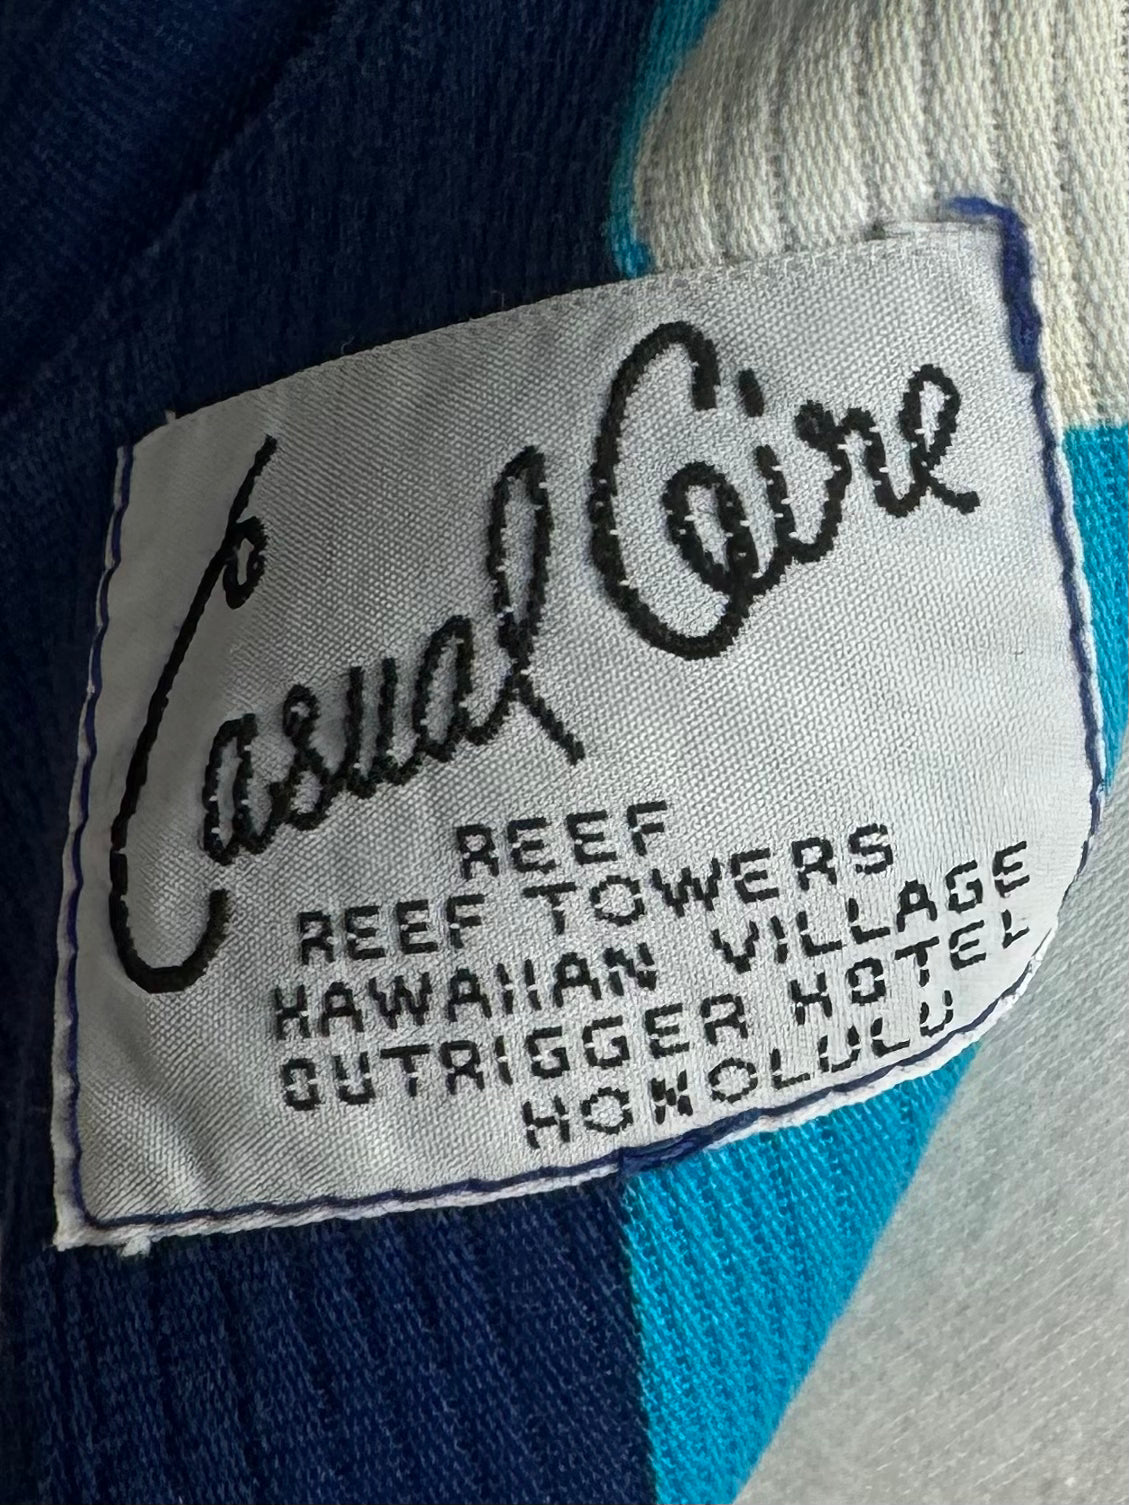 Casual Aire
REEF
REEF TOWERS
HAWAIIAN VILLAGE
OUTRIGGER HOTEL
HONOLULU